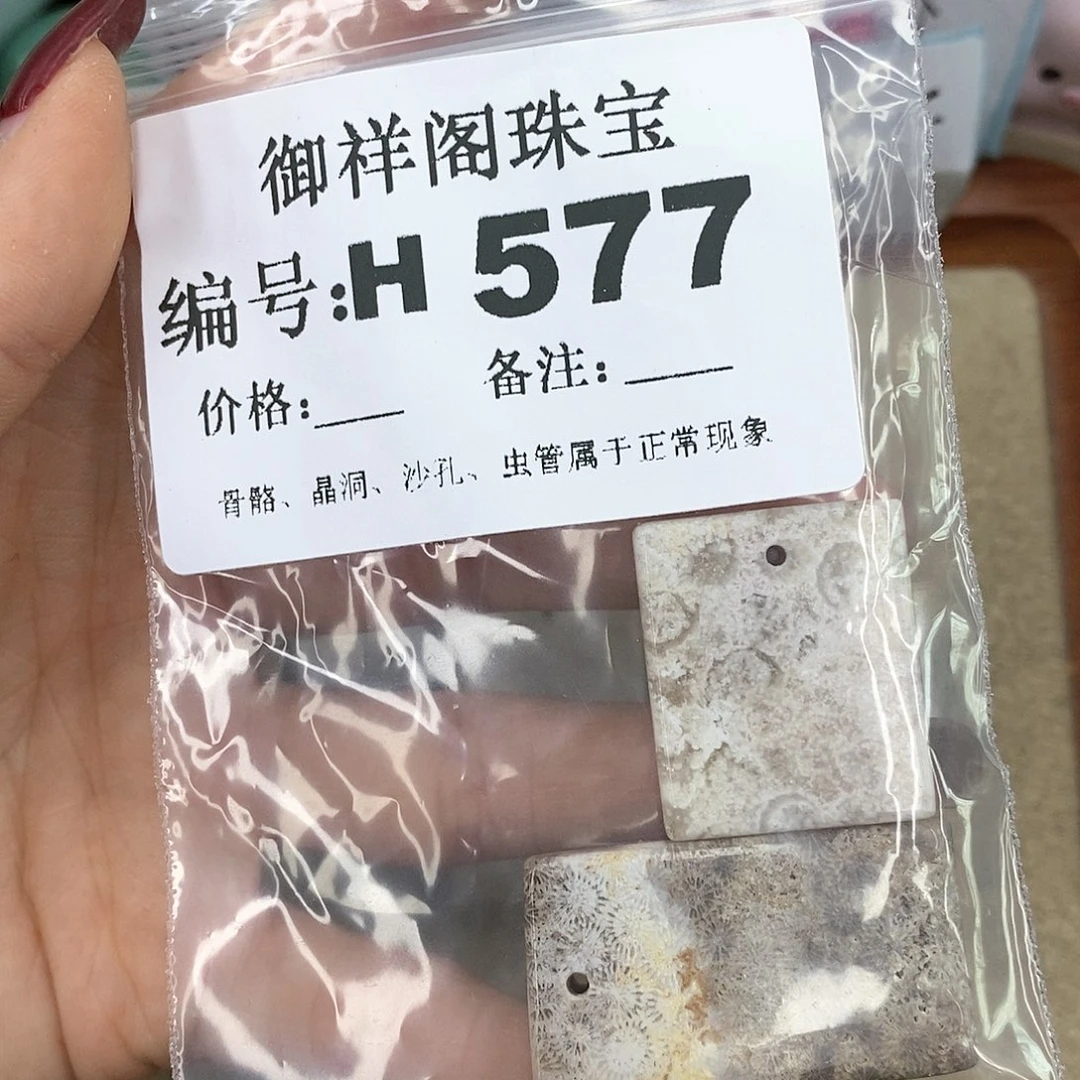 御祥阁珠宝
编号:H 577
价格:___ 备注:____
骨骼、晶洞、沙孔、虫管属于正常现象